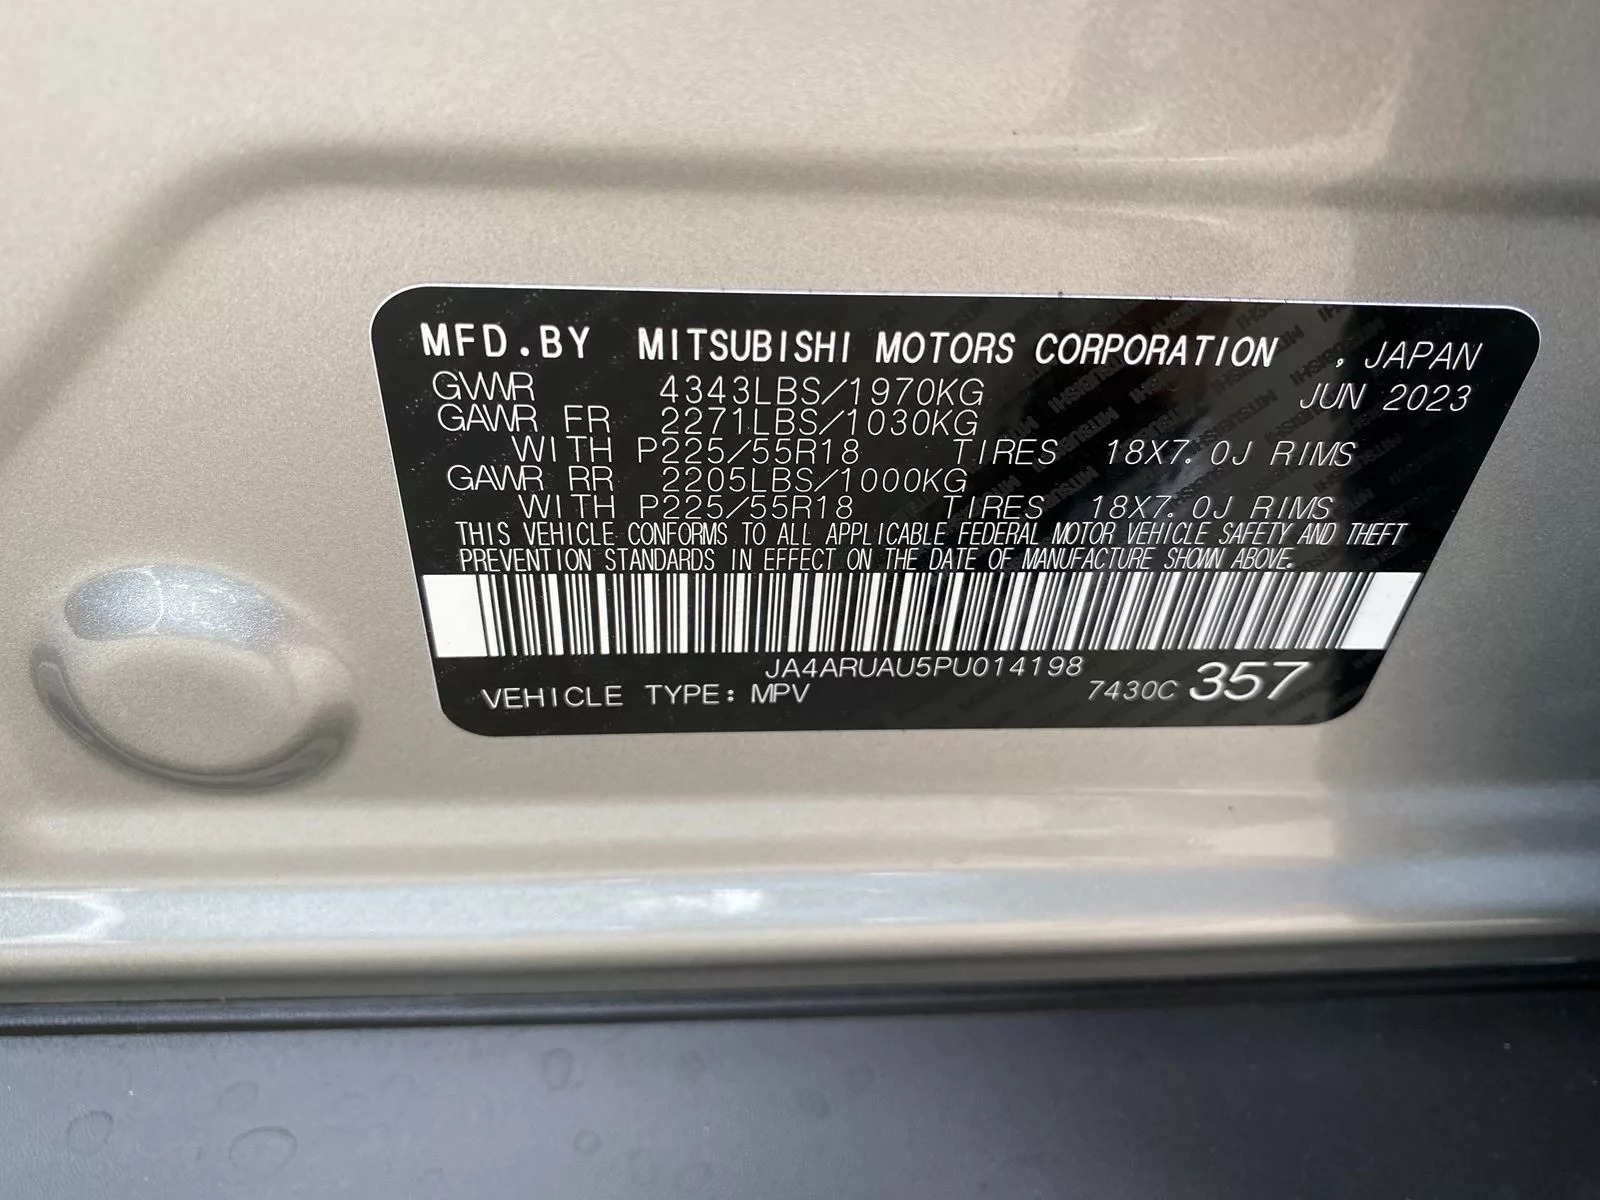 MFD.BY MITSUBISHI MOTORS CORPORATION , JAPAN
GVWR 4343LBS/1970KG JUN 2023
GAWR FR 2271LBS/1030KG
WITH P225/55R18 TIRES 18X7.0J RIMS
GAWR RR 2205LBS/1000KG
WITH P225/55R18 TIRES 18X7.0J RIMS
THIS VEHICLE CONFORMS TO ALL APPLICABLE FEDERAL MOTOR VEHICLE SAFETY AND THEFT
PREVENTION STANDARDS IN EFFECT ON THE DATE OF MANUFACTURE SHOWN ABOVE.
JA4ARUAU5PU014198
VEHICLE TYPE: MPV 7430C 357